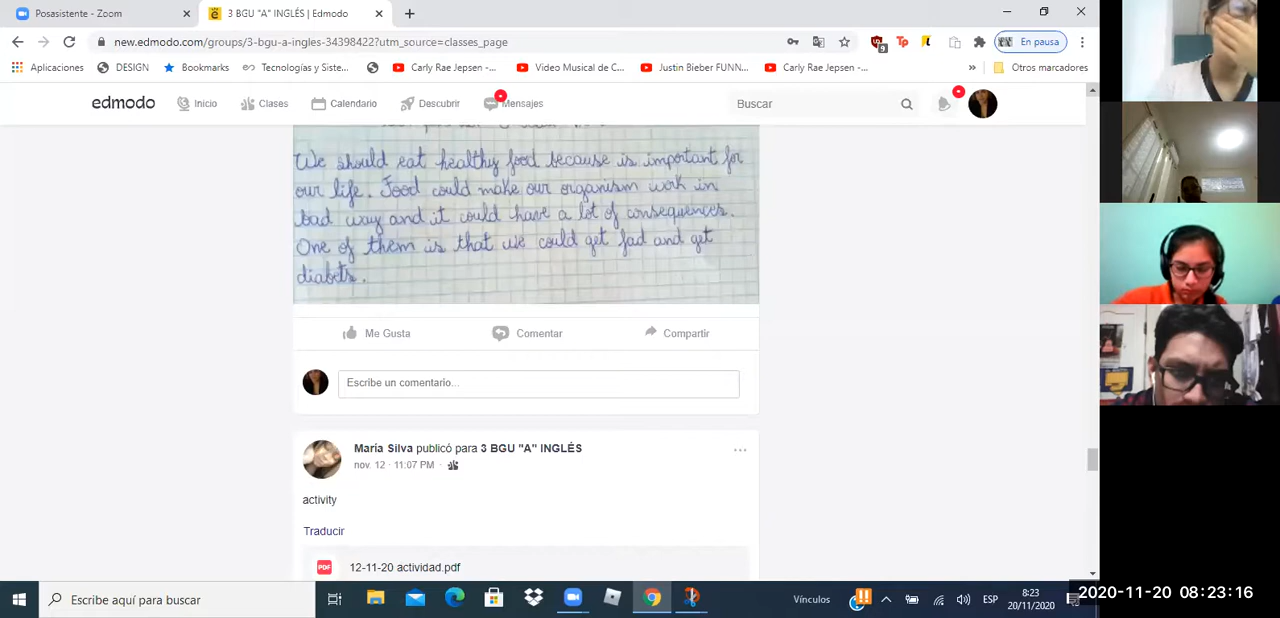 Posasistente - Zoom
3 BGU "A" INGLÉS | Edmodo
new.edmodo.com/groups/3-bgu-a-ingles-34398422?utm_source=classes_page
9
En pausa
Aplicaciones DESIGN Bookmarks Tecnologías y Siste... Carly Rae Jepsen -... Video Musical de C... Justin Bieber FUNN... Carly Rae Jepsen -... » Otros marcadores
edmodo Inicio Clases Calendario Descubrir Mensajes Buscar
We should eat healthy food because is important for
our life. Food could make our organism work in
bad way and it could have a lot of consequences.
One of them is that we could get fad and get
diabets.
Me Gusta Comentar Compartir
Escribe un comentario...
María Silva publicó para 3 BGU "A" INGLÉS
nov. 12 · 11:07 PM
activity
Traducir
PDF 12-11-20 actividad.pdf
Escribe aquí para buscar
Vínculos
ESP
8:23
20/11/2020
2020-11-20 08:23:16